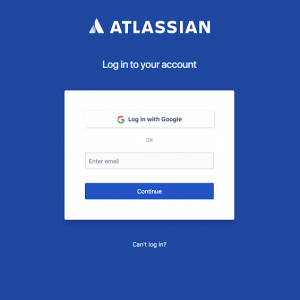 ATLASSIAN
Log in to your account
Log in with Google
OR
Enter email
Continue
Can't log in?